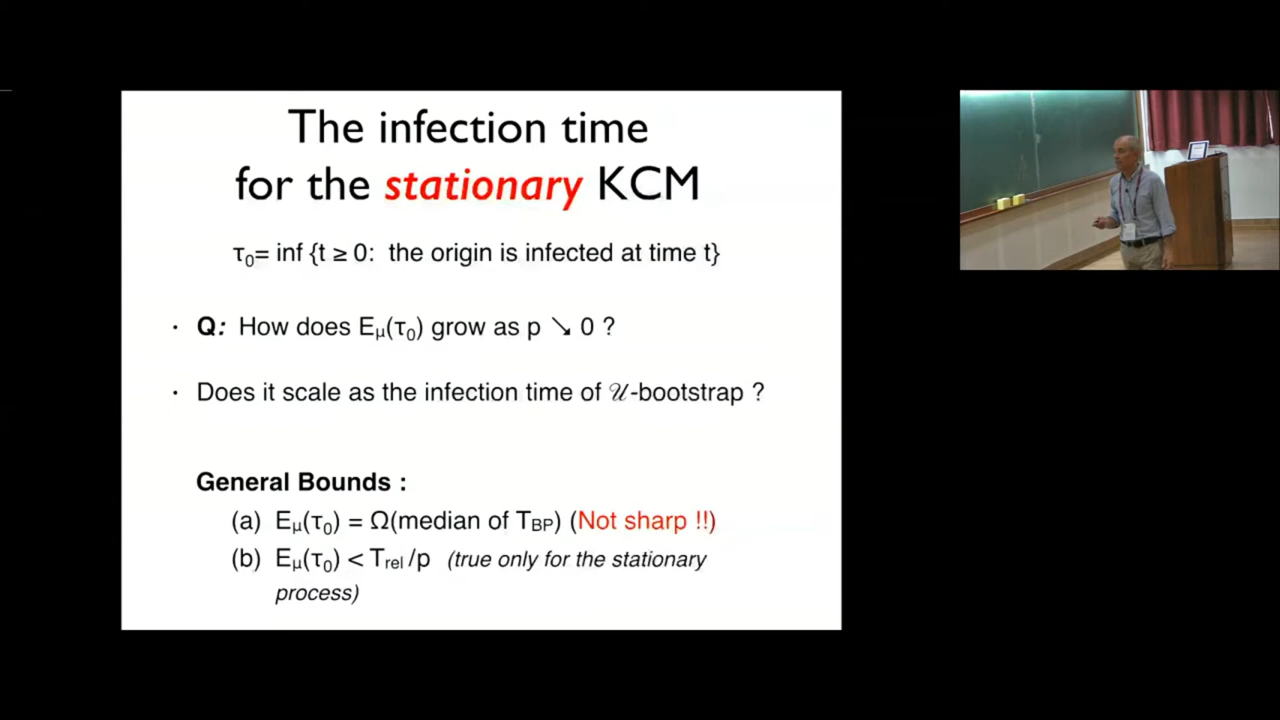 The infection time
for the stationary KCM
τ₀= inf {t ≥ 0: the origin is infected at time t}
· Q: How does Eμ(τ₀) grow as p ↘ 0 ?
· Does it scale as the infection time of 𝒰-bootstrap ?
General Bounds :
(a) Eμ(τ₀) = Ω(median of T_BP) (Not sharp !!)
(b) Eμ(τ₀) < T_rel /p (true only for the stationary
process)